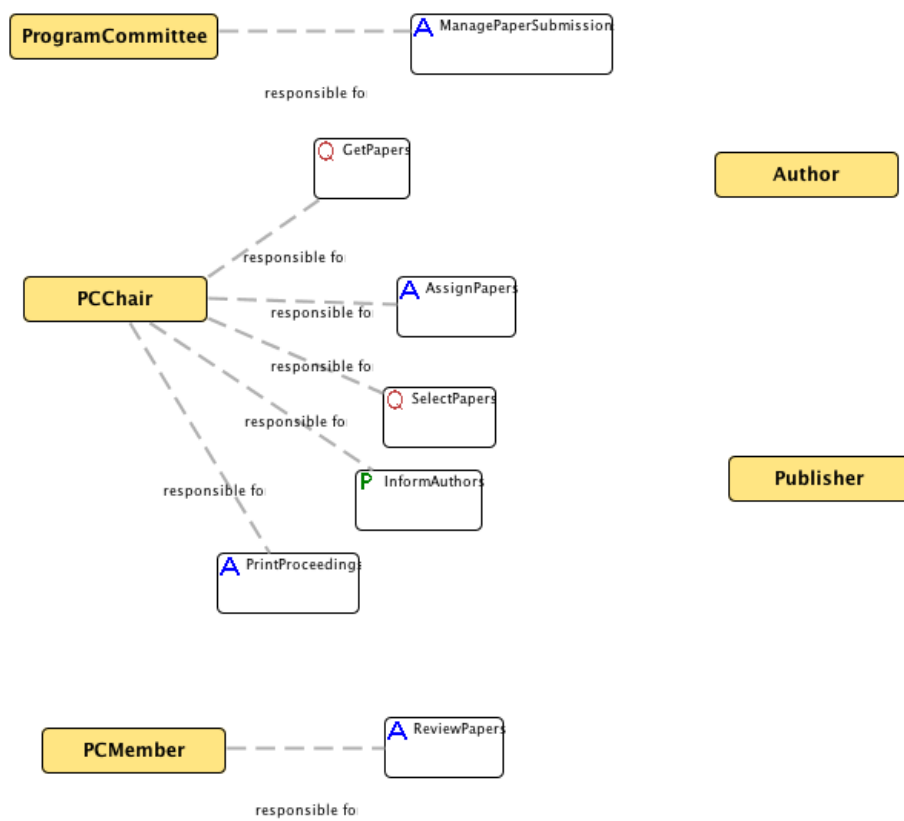 ProgramCommittee
A ManagePaperSubmission
responsible fo
Q GetPapers
Author
responsible fo
PCChair
A AssignPapers
responsible fo
responsible fo
Q SelectPapers
responsible fo
Publisher
P InformAuthors
responsible fo
A PrintProceedings
PCMember
A ReviewPapers
responsible fo